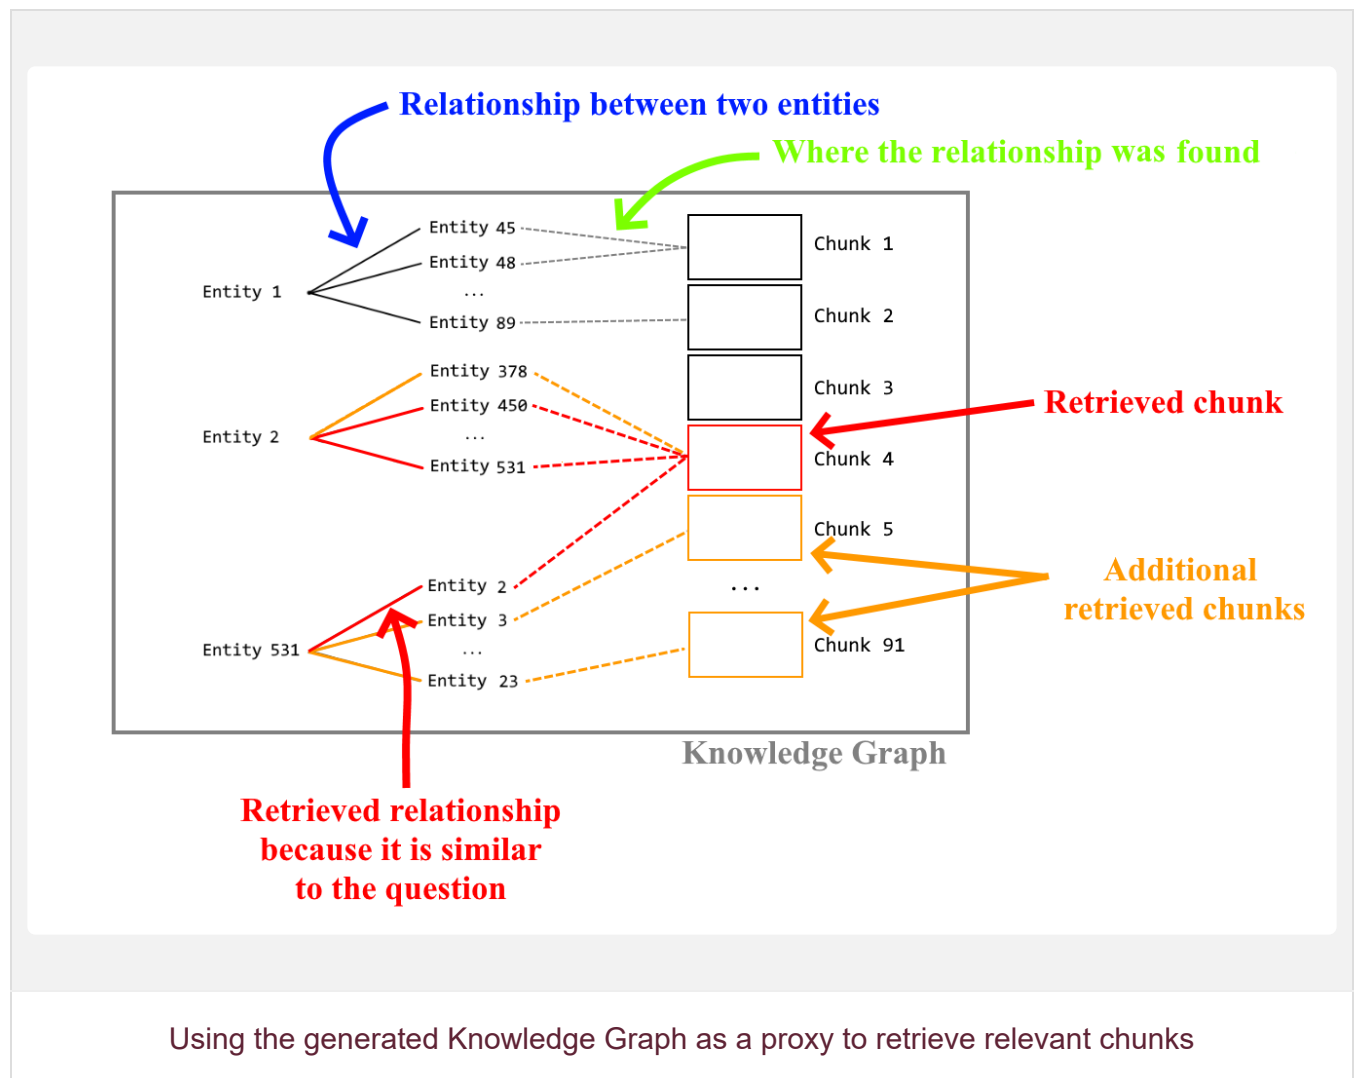 Relationship between two entities
Where the relationship was found
Entity 45
Chunk 1
Entity 48
Entity 1
...
Chunk 2
Entity 89
Entity 378
Chunk 3
Entity 450
Retrieved chunk
Entity 2
...
Chunk 4
Entity 531
Chunk 5
Additional
retrieved chunks
Entity 2
...
Entity 3
Entity 531
...
Chunk 91
Entity 23
Knowledge Graph
Retrieved relationship
because it is similar
to the question
Using the generated Knowledge Graph as a proxy to retrieve relevant chunks